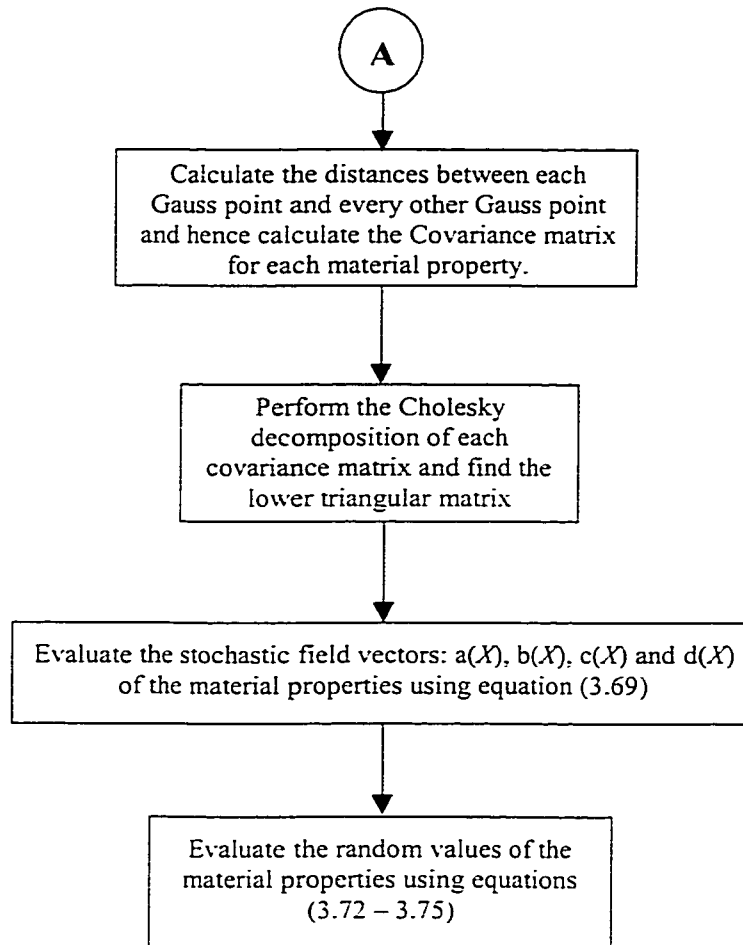 A
Calculate the distances between each
Gauss point and every other Gauss point
and hence calculate the Covariance matrix
for each material property.
Perform the Cholesky
decomposition of each
covariance matrix and find the
lower triangular matrix
Evaluate the stochastic field vectors: a(X), b(X), c(X) and d(X)
of the material properties using equation (3.69)
Evaluate the random values of the
material properties using equations
(3.72 – 3.75)